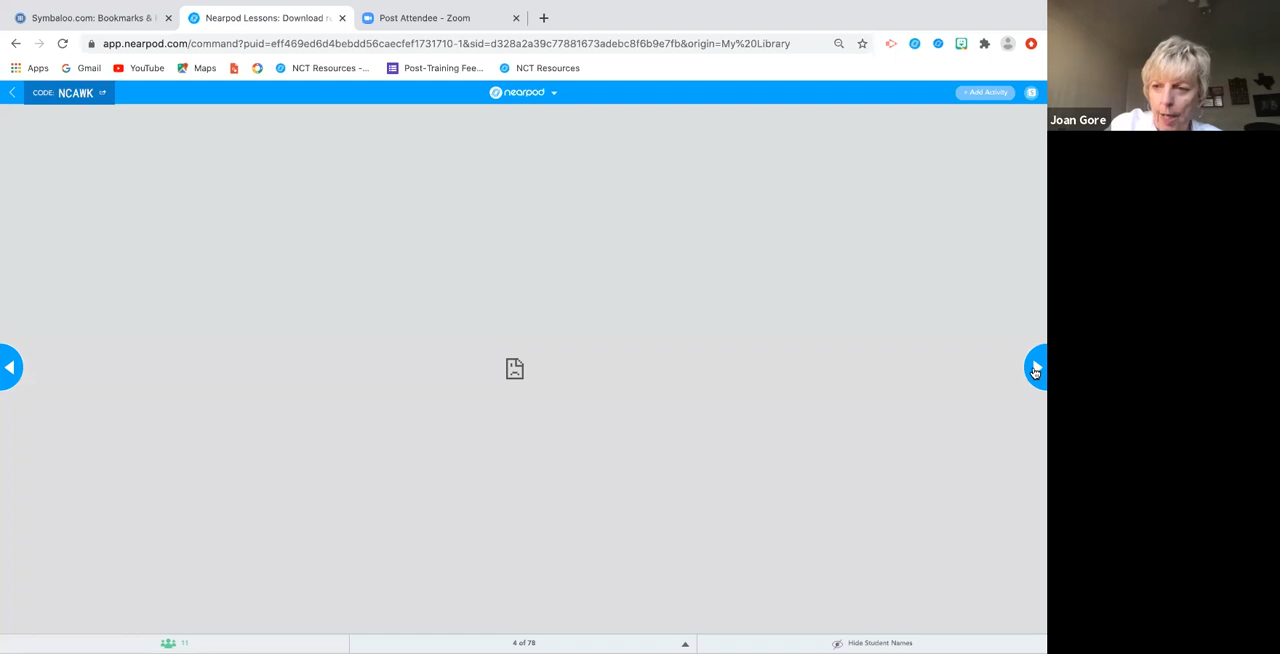 Symbaloo.com: Bookmarks &
Nearpod Lessons: Download r
Post Attendee - Zoom
app.nearpod.com/command?puid=eff469ed6d4bebdd56caecfef1731710-1&sid=d328a2a39c77881673adebc8f6b9e7fb&origin=My%20Library
Apps
Gmail
YouTube
Maps
NCT Resources -...
Post-Training Fee...
NCT Resources
CODE: NCAWK
nearpod
+ Add Activity
Joan Gore
11
4 of 78
Hide Student Names